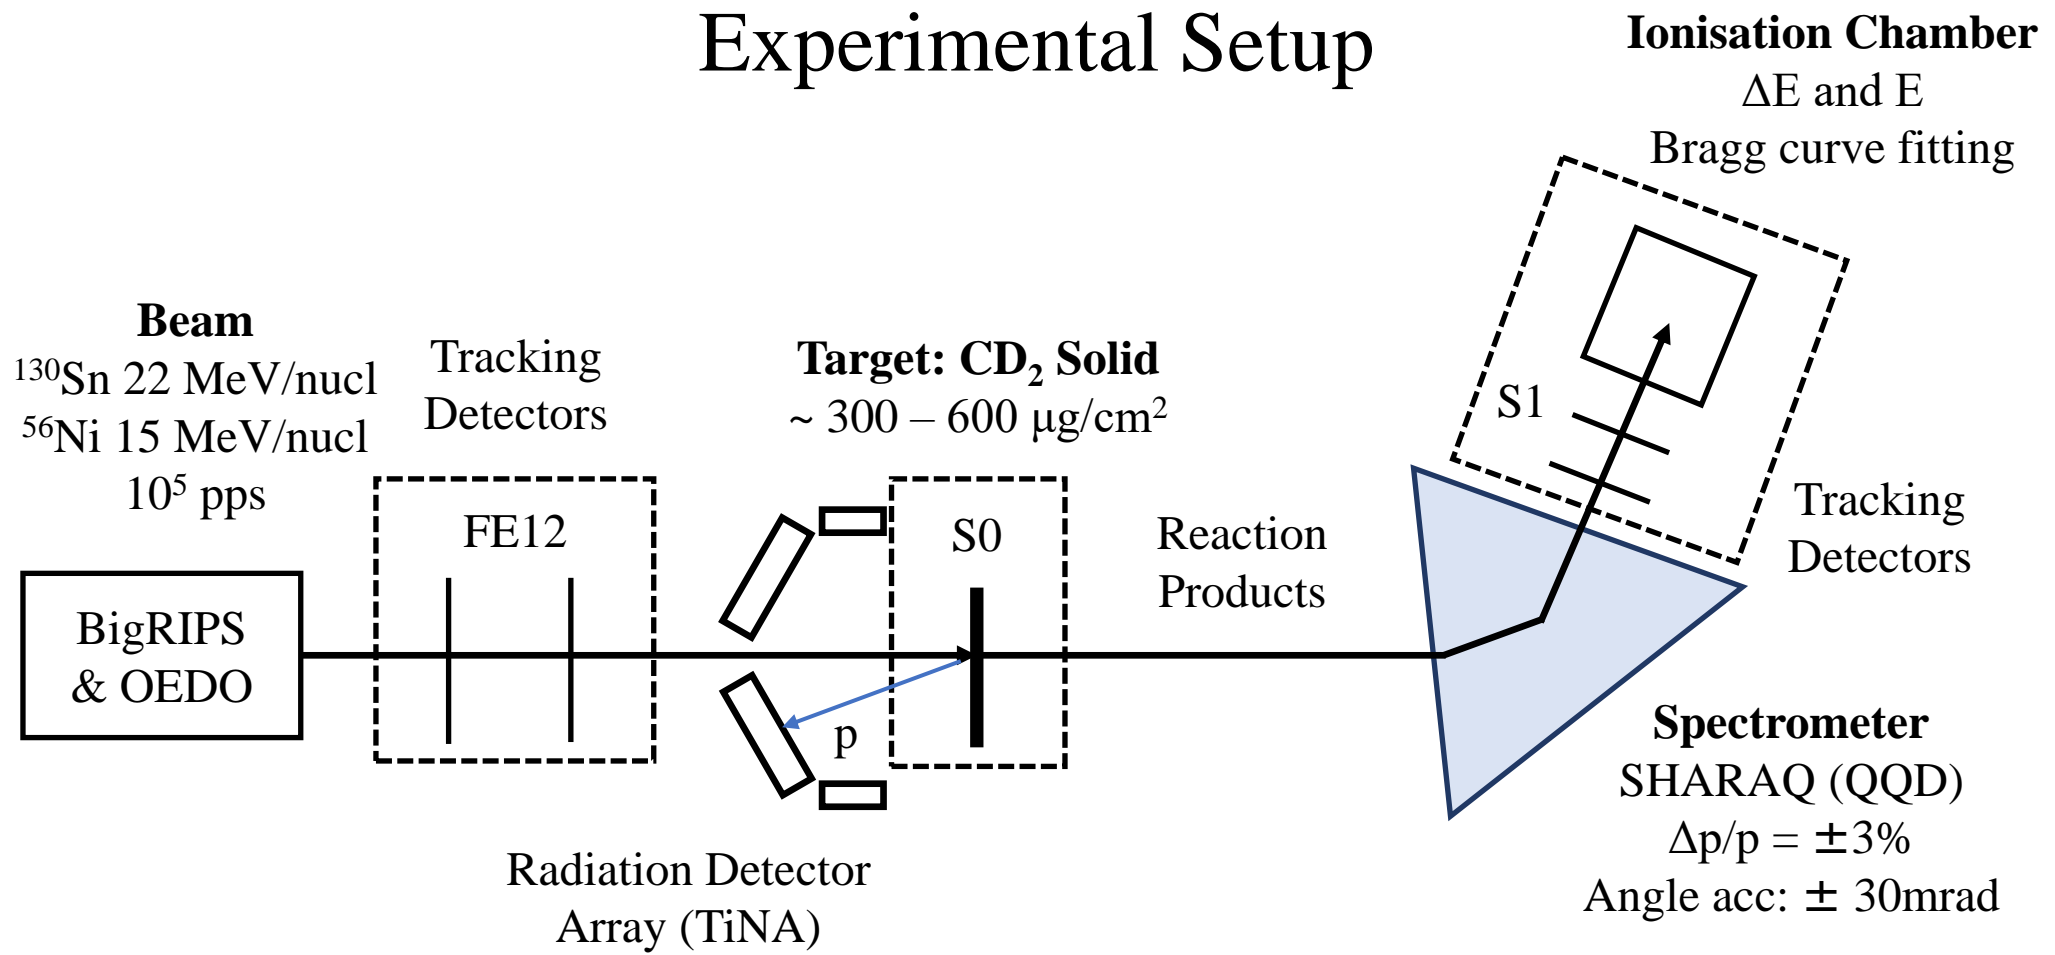 Experimental Setup
Ionisation Chamber
ΔE and E
Bragg curve fitting
Beam
¹³⁰Sn 22 MeV/nucl
⁵⁶Ni 15 MeV/nucl
10⁵ pps
Tracking
Detectors
Target: CD₂ Solid
~ 300 – 600 μg/cm²
S1
FE12
S0
Reaction
Products
Tracking
Detectors
BigRIPS
& OEDO
p
Spectrometer
SHARAQ (QQD)
Δp/p = ±3%
Angle acc: ± 30mrad
Radiation Detector
Array (TiNA)